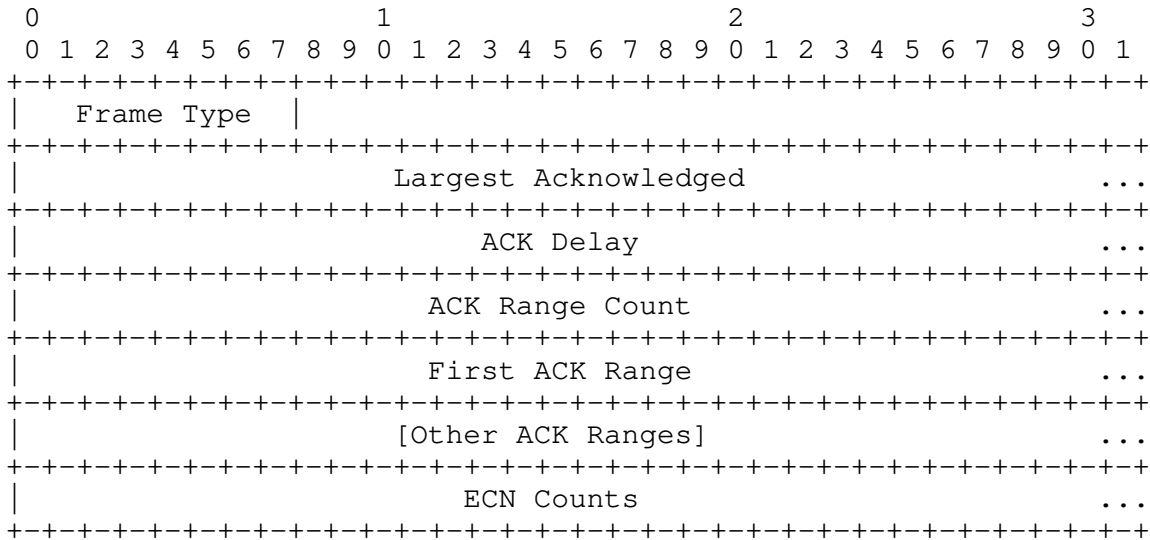 0                   1                   2                   3
 0 1 2 3 4 5 6 7 8 9 0 1 2 3 4 5 6 7 8 9 0 1 2 3 4 5 6 7 8 9 0 1
+-+-+-+-+-+-+-+-+-+-+-+-+-+-+-+-+-+-+-+-+-+-+-+-+-+-+-+-+-+-+-+-+
|   Frame Type  |
+-+-+-+-+-+-+-+-+-+-+-+-+-+-+-+-+-+-+-+-+-+-+-+-+-+-+-+-+-+-+-+-+
|                     Largest Acknowledged                    ...
+-+-+-+-+-+-+-+-+-+-+-+-+-+-+-+-+-+-+-+-+-+-+-+-+-+-+-+-+-+-+-+-+
|                          ACK Delay                          ...
+-+-+-+-+-+-+-+-+-+-+-+-+-+-+-+-+-+-+-+-+-+-+-+-+-+-+-+-+-+-+-+-+
|                       ACK Range Count                       ...
+-+-+-+-+-+-+-+-+-+-+-+-+-+-+-+-+-+-+-+-+-+-+-+-+-+-+-+-+-+-+-+-+
|                       First ACK Range                       ...
+-+-+-+-+-+-+-+-+-+-+-+-+-+-+-+-+-+-+-+-+-+-+-+-+-+-+-+-+-+-+-+-+
|                     [Other ACK Ranges]                      ...
+-+-+-+-+-+-+-+-+-+-+-+-+-+-+-+-+-+-+-+-+-+-+-+-+-+-+-+-+-+-+-+-+
|                         ECN Counts                          ...
+-+-+-+-+-+-+-+-+-+-+-+-+-+-+-+-+-+-+-+-+-+-+-+-+-+-+-+-+-+-+-+-+